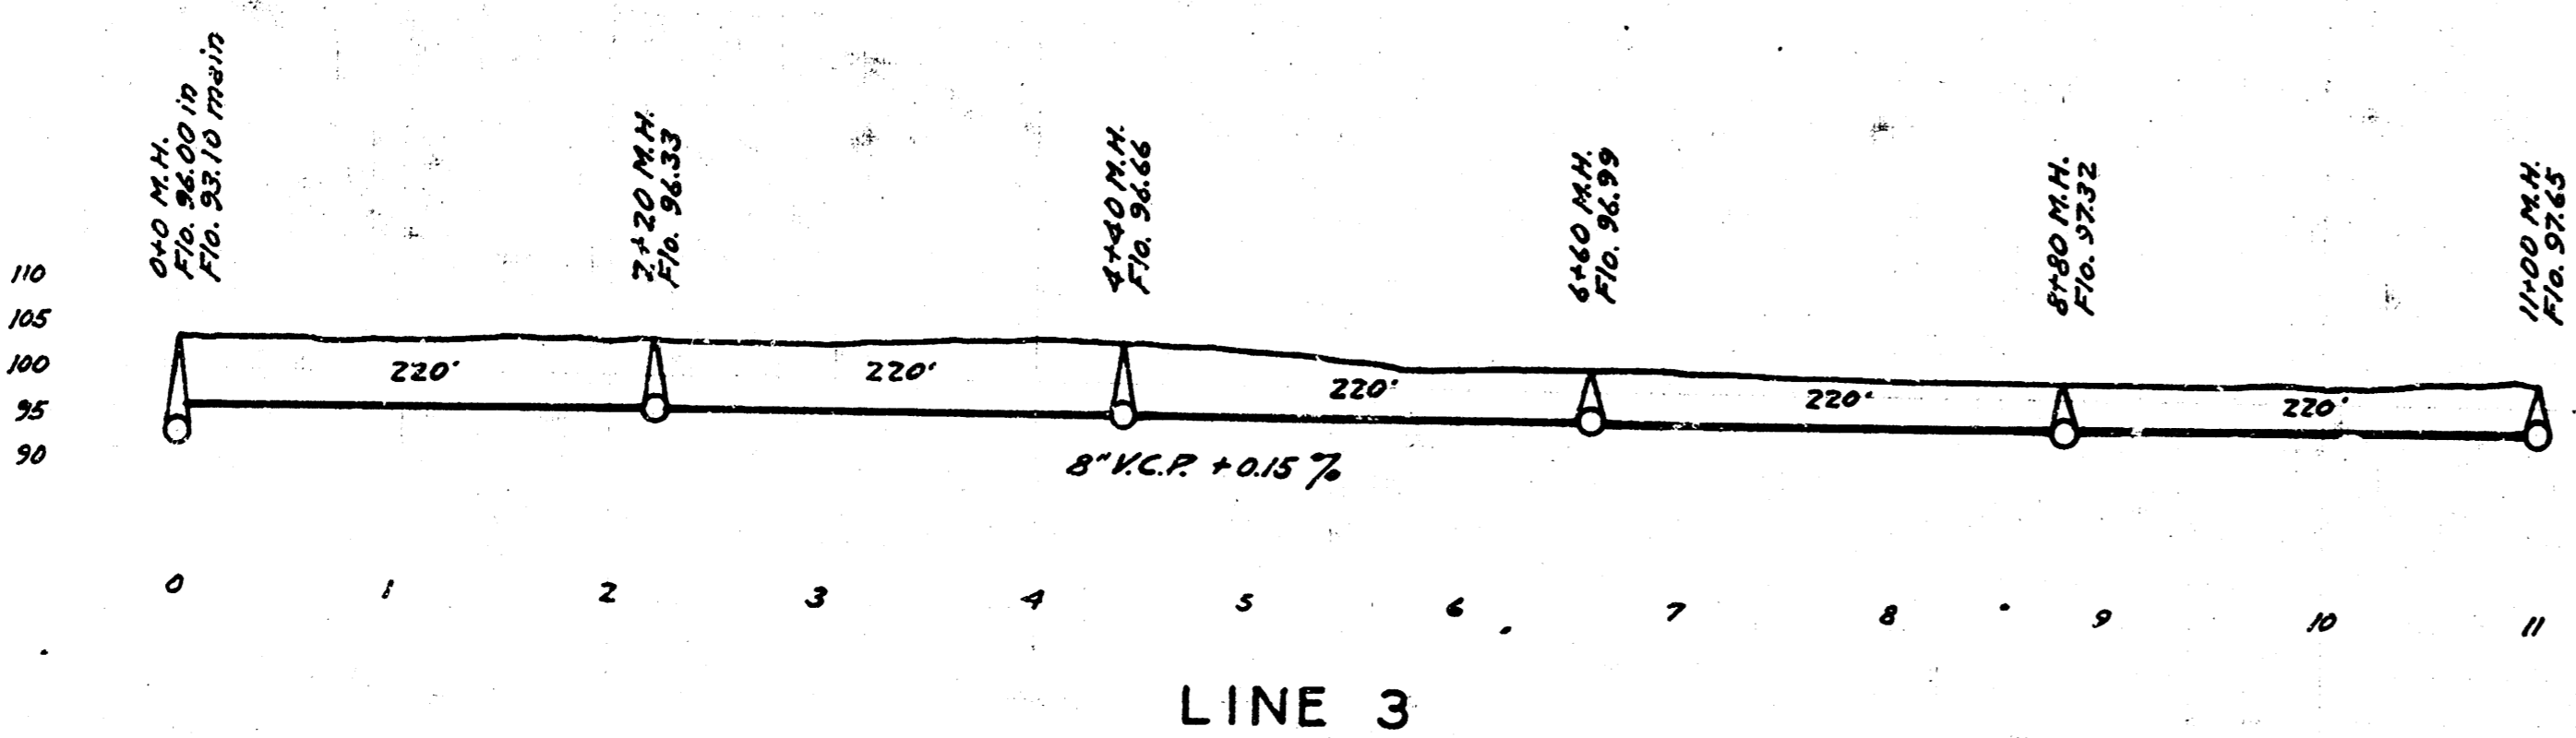 0+0 M.H.
Flo. 96.00 in
Flo. 93.10 main
2+20 M.H.
Flo. 96.33
4+40 M.H.
Flo. 96.66
6+60 M.H.
Flo. 96.99
8+80 M.H.
Flo. 97.32
11+00 M.H.
Flo. 97.65
110
105
100
95
90
220'
220'
220'
220'
220'
8" V.C.P. +0.15 %
0 1 2 3 4 5 6 7 8 9 10 11
LINE 3